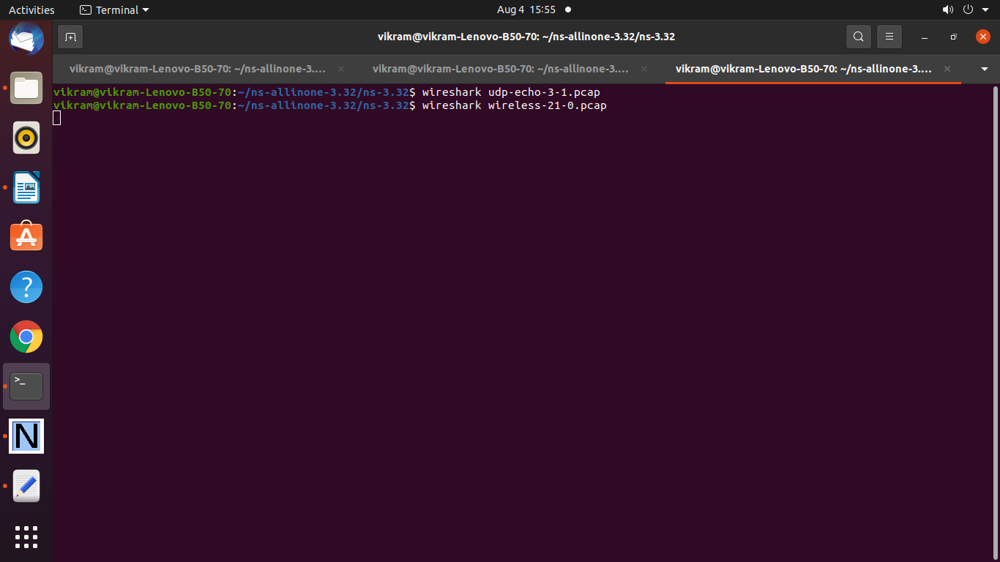 Activities Terminal Aug 4 15:55
vikram@vikram-Lenovo-B50-70: ~/ns-allinone-3.32/ns-3.32
vikram@vikram-Lenovo-B50-70: ~/ns-allinone-3.... vikram@vikram-Lenovo-B50-70: ~/ns-allinone-3.... vikram@vikram-Lenovo-B50-70: ~/ns-allinone-3....
vikram@vikram-Lenovo-B50-70:~/ns-allinone-3.32/ns-3.32$ wireshark udp-echo-3-1.pcap
vikram@vikram-Lenovo-B50-70:~/ns-allinone-3.32/ns-3.32$ wireshark wireless-21-0.pcap
?
>_
N